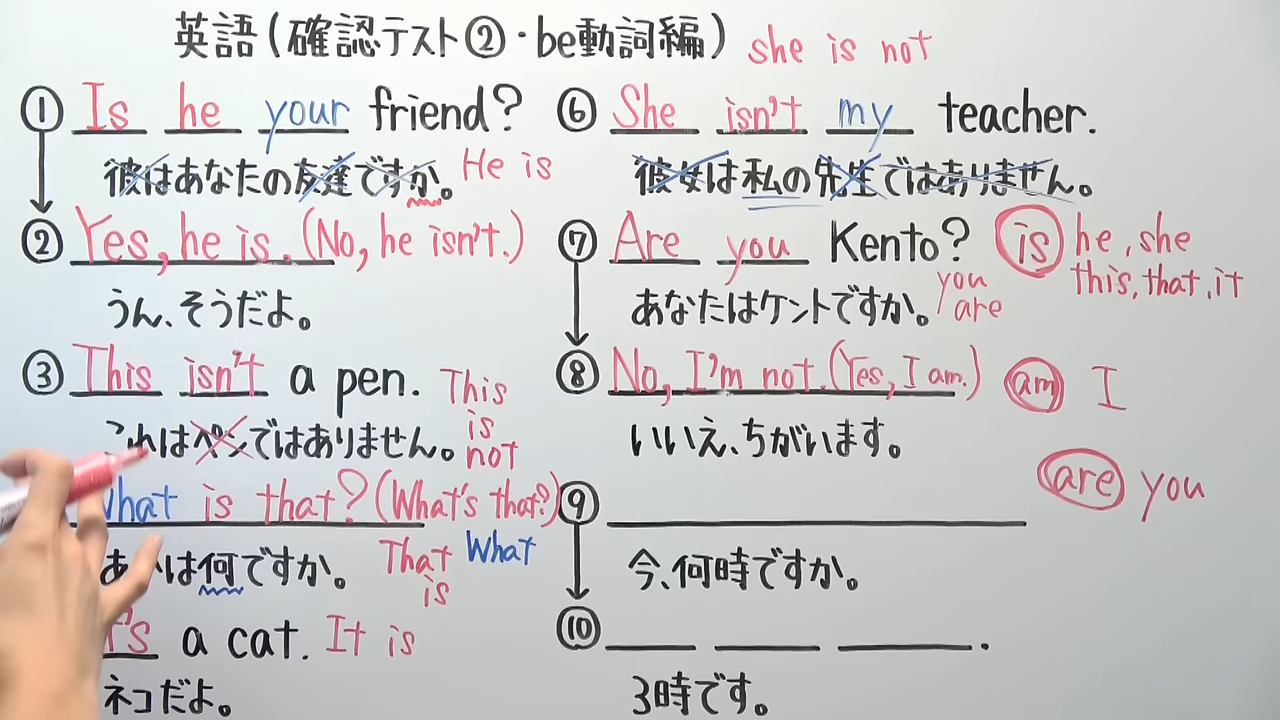 英語(確認テスト②・be動詞編)
she is not
① Is he your friend?
彼はあなたの友達ですか。
He is
② Yes, he is. (No, he isn't.)
うん、そうだよ。
③ This isn't a pen.
これはペンではありません。
This
is
not
What is that? (What's that?)
あれは何ですか。
That
is
What
's a cat. It is
ネコだよ。
⑥ She isn't my teacher.
彼女は私の先生ではありません。
⑦ Are you Kento?
あなたはケントですか。
you
are
⑧ No, I'm not. (Yes, I am.)
いいえ、ちがいます。
⑨
今、何時ですか。
⑩ .
3時です。
is he, she
this, that, it
am I
are you